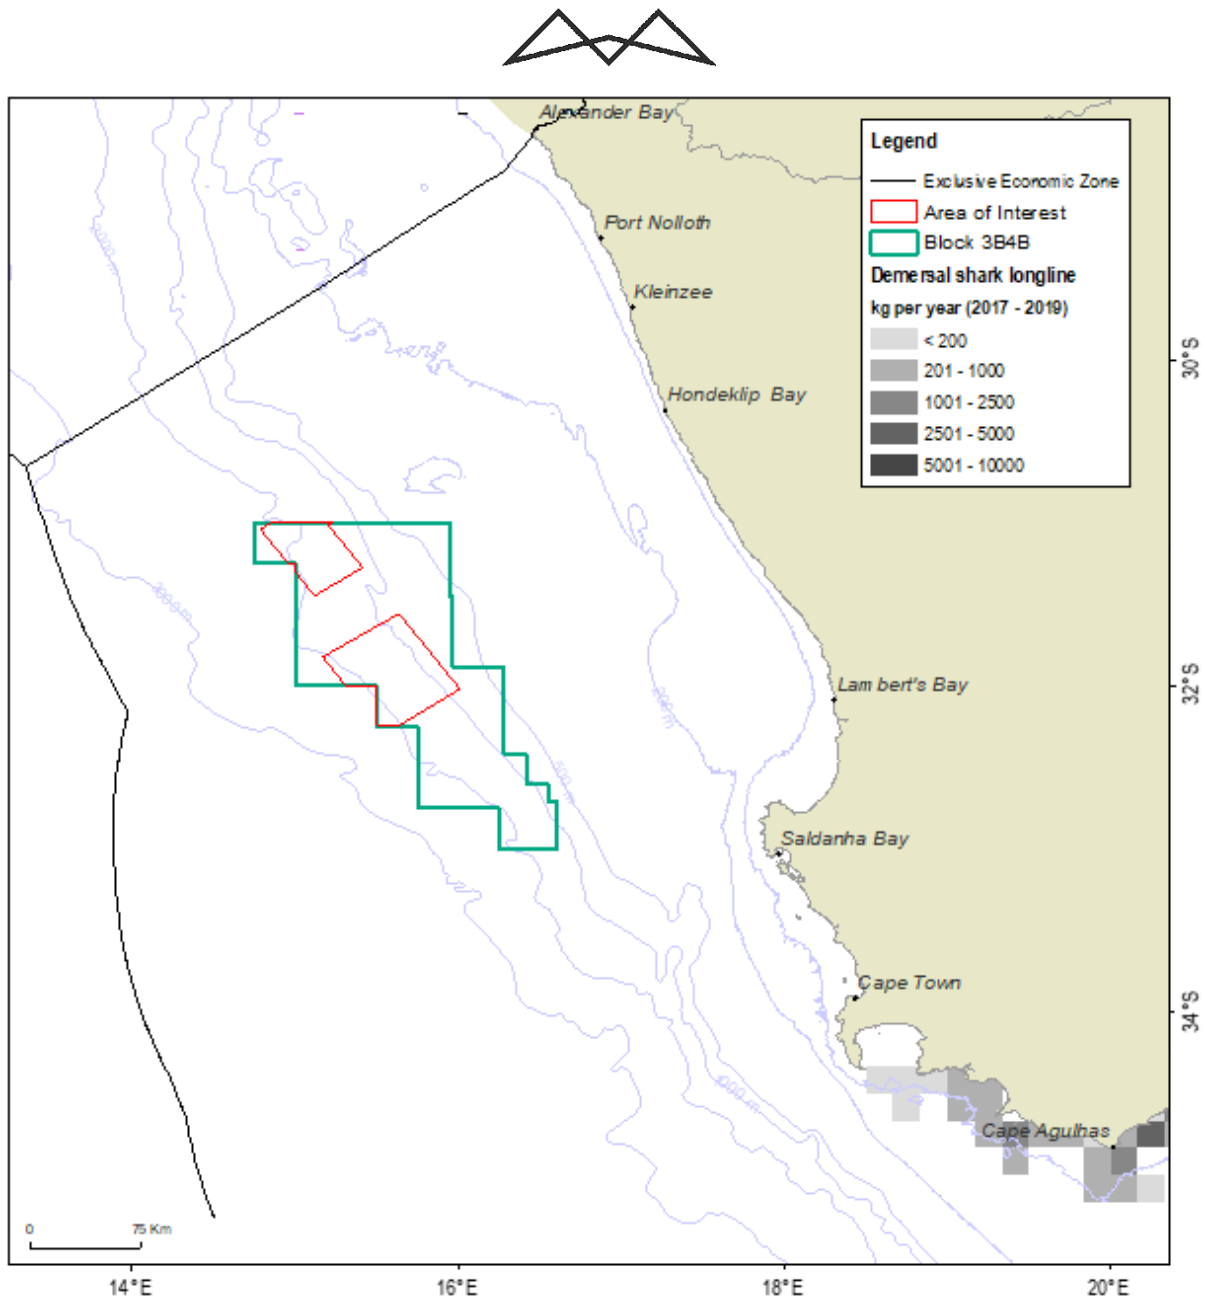 Alexander Bay
Legend
Exclusive Economic Zone
Area of Interest
Block 3B4B
Demersal shark longline
kg per year (2017 - 2019)
< 200
201 - 1000
1001 - 2500
2501 - 5000
5001 - 10000
Port Nolloth
Kleinzee
Hondeklip Bay
30°S
Lambert's Bay
32°S
200 m
500 m
Saldanha Bay
Cape Town
34°S
Cape Agulhas
0 75 Km
14°E 16°E 18°E 20°E